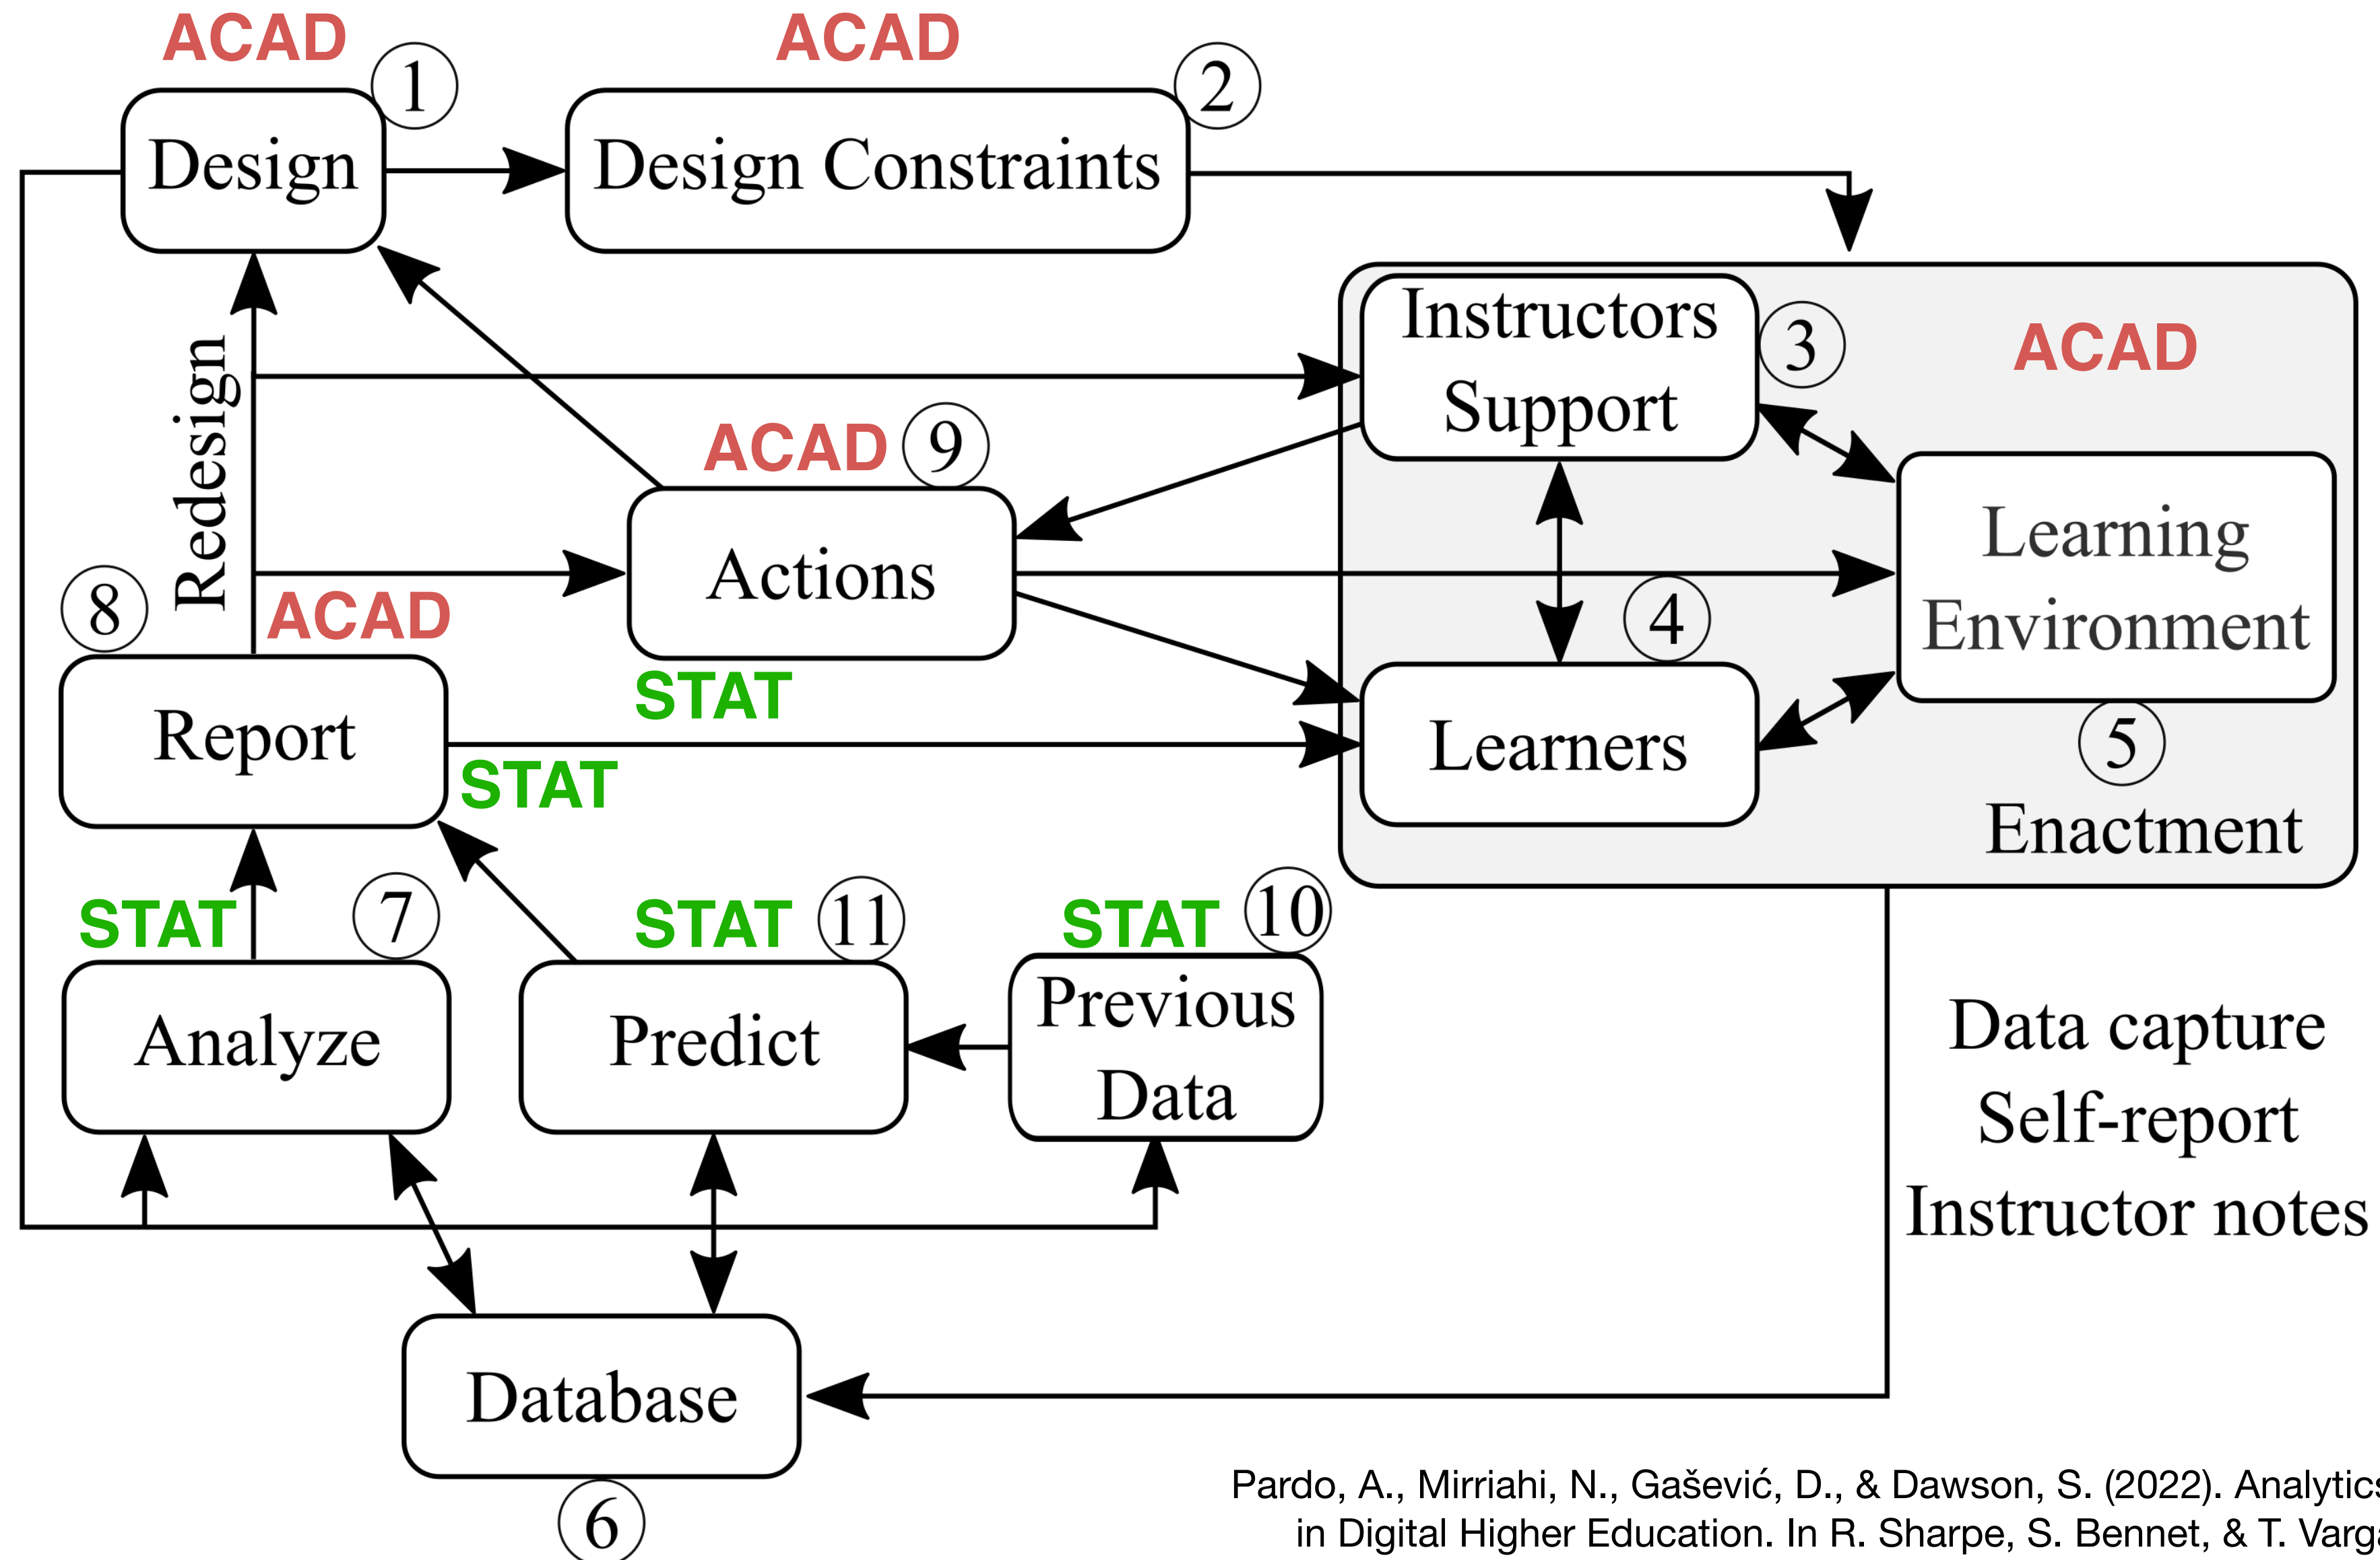 ACAD
ACAD
1
2
Design
Design Constraints
Instructors
Support
3
ACAD
Redesign
ACAD
9
Actions
Learning
Environment
8
ACAD
4
STAT
Report
Learners
5
STAT
Enactment
STAT
7
STAT
11
STAT
10
Analyze
Predict
Previous
Data
Data capture
Self-report
Instructor notes
Database
6
Pardo, A., Mirriahi, N., Gašević, D., & Dawson, S. (2022). Analytics
in Digital Higher Education. In R. Sharpe, S. Bennet, & T. Varga